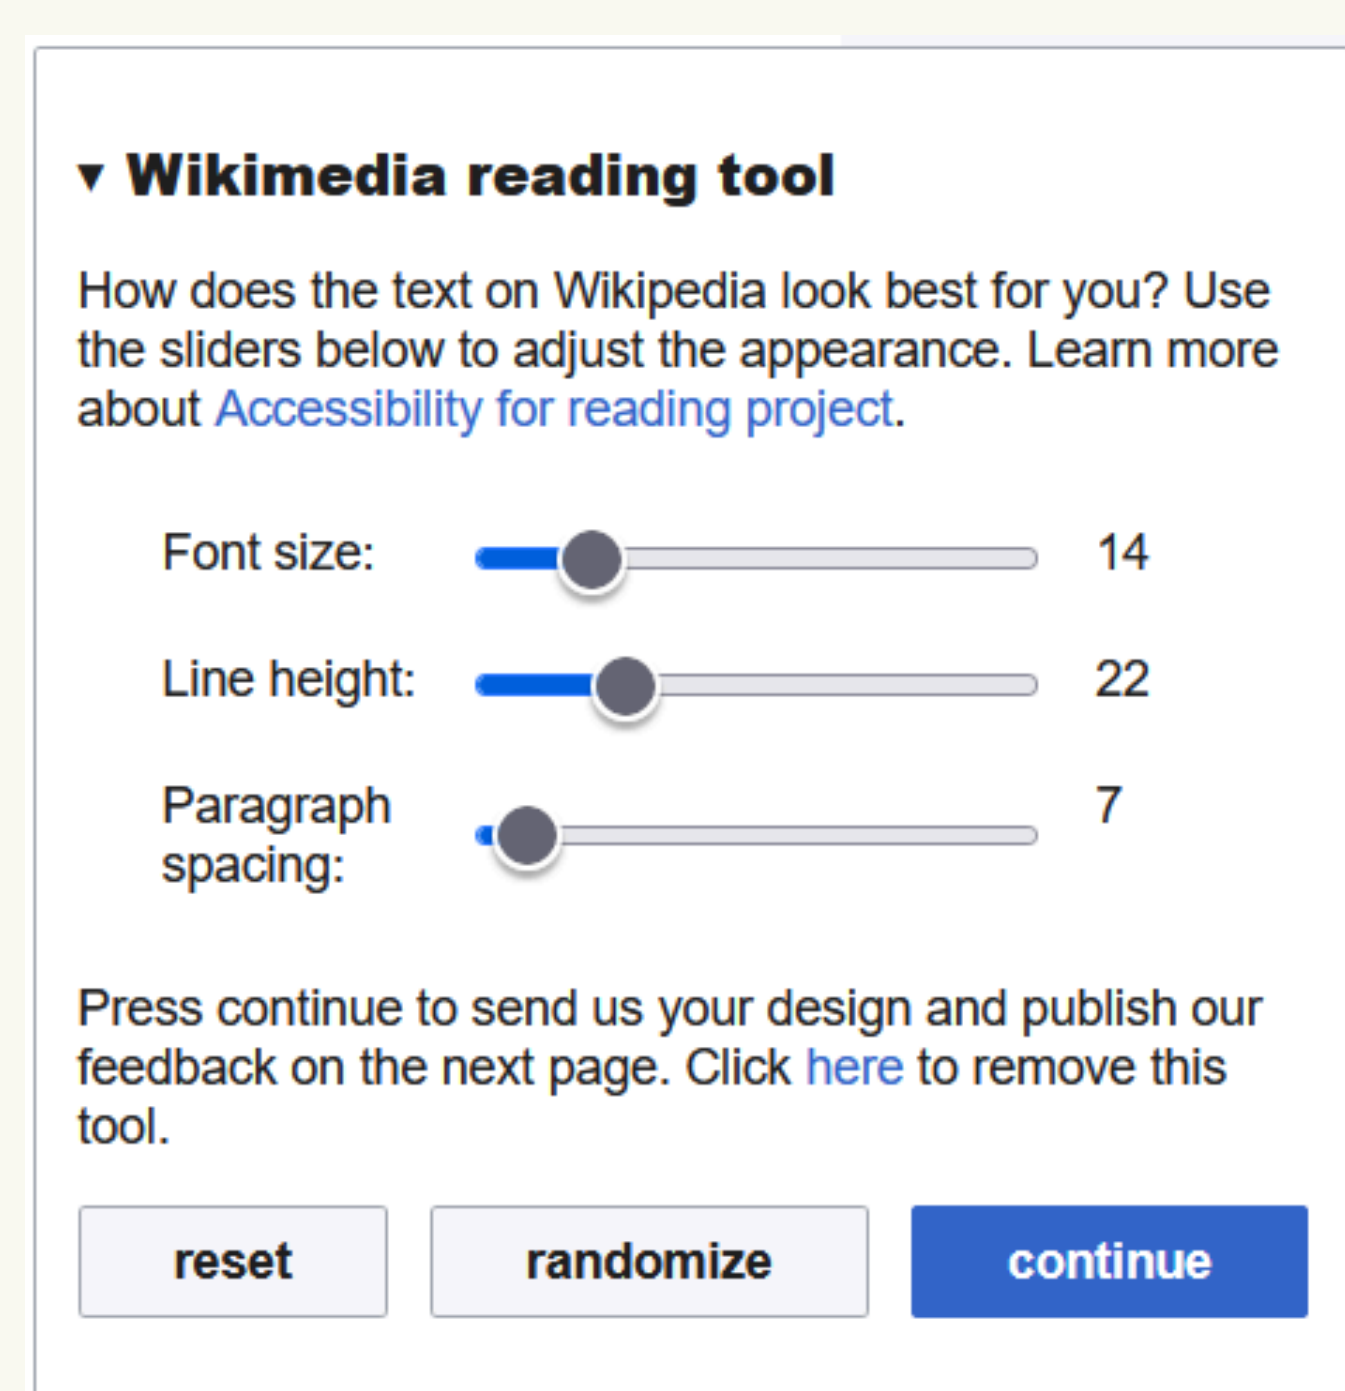 ▼ Wikimedia reading tool
How does the text on Wikipedia look best for you? Use
the sliders below to adjust the appearance. Learn more
about Accessibility for reading project.
Font size: 14
Line height: 22
Paragraph 7
spacing:
Press continue to send us your design and publish our
feedback on the next page. Click here to remove this
tool.
reset randomize continue